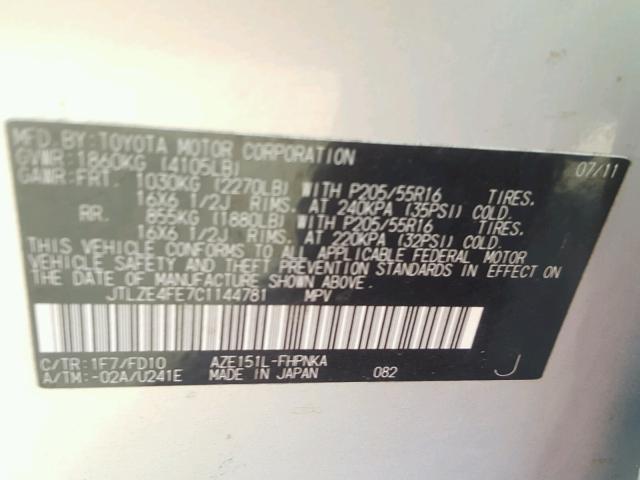 MFD. BY: TOYOTA MOTOR CORPORATION 07/11
GVWR: 1860KG (4105LB)
GAWR: FRT. 1030KG (2270LB) WITH P205/55R16 TIRES.
16X6 1/2J RIMS. AT 240KPA (35PSI) COLD.
RR. 855KG (1880LB) WITH P205/55R16 TIRES.
16X6 1/2J RIMS. AT 220KPA (32PSI) COLD.
THIS VEHICLE CONFORMS TO ALL APPLICABLE FEDERAL MOTOR
VEHICLE SAFETY AND THEFT PREVENTION STANDARDS IN EFFECT ON
THE DATE OF MANUFACTURE SHOWN ABOVE.
JTLZE4FE7C1144781 MPV
C/TR: 1F7/FD10 AZE151L-FHPNKA
A/TM: -02A/U241E MADE IN JAPAN 082 J